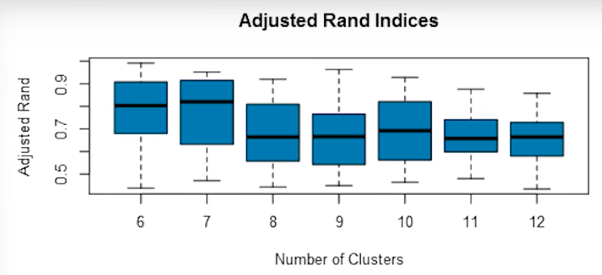 Adjusted Rand Indices
Adjusted Rand
0.9
0.7
0.5
6 7 8 9 10 11 12
Number of Clusters